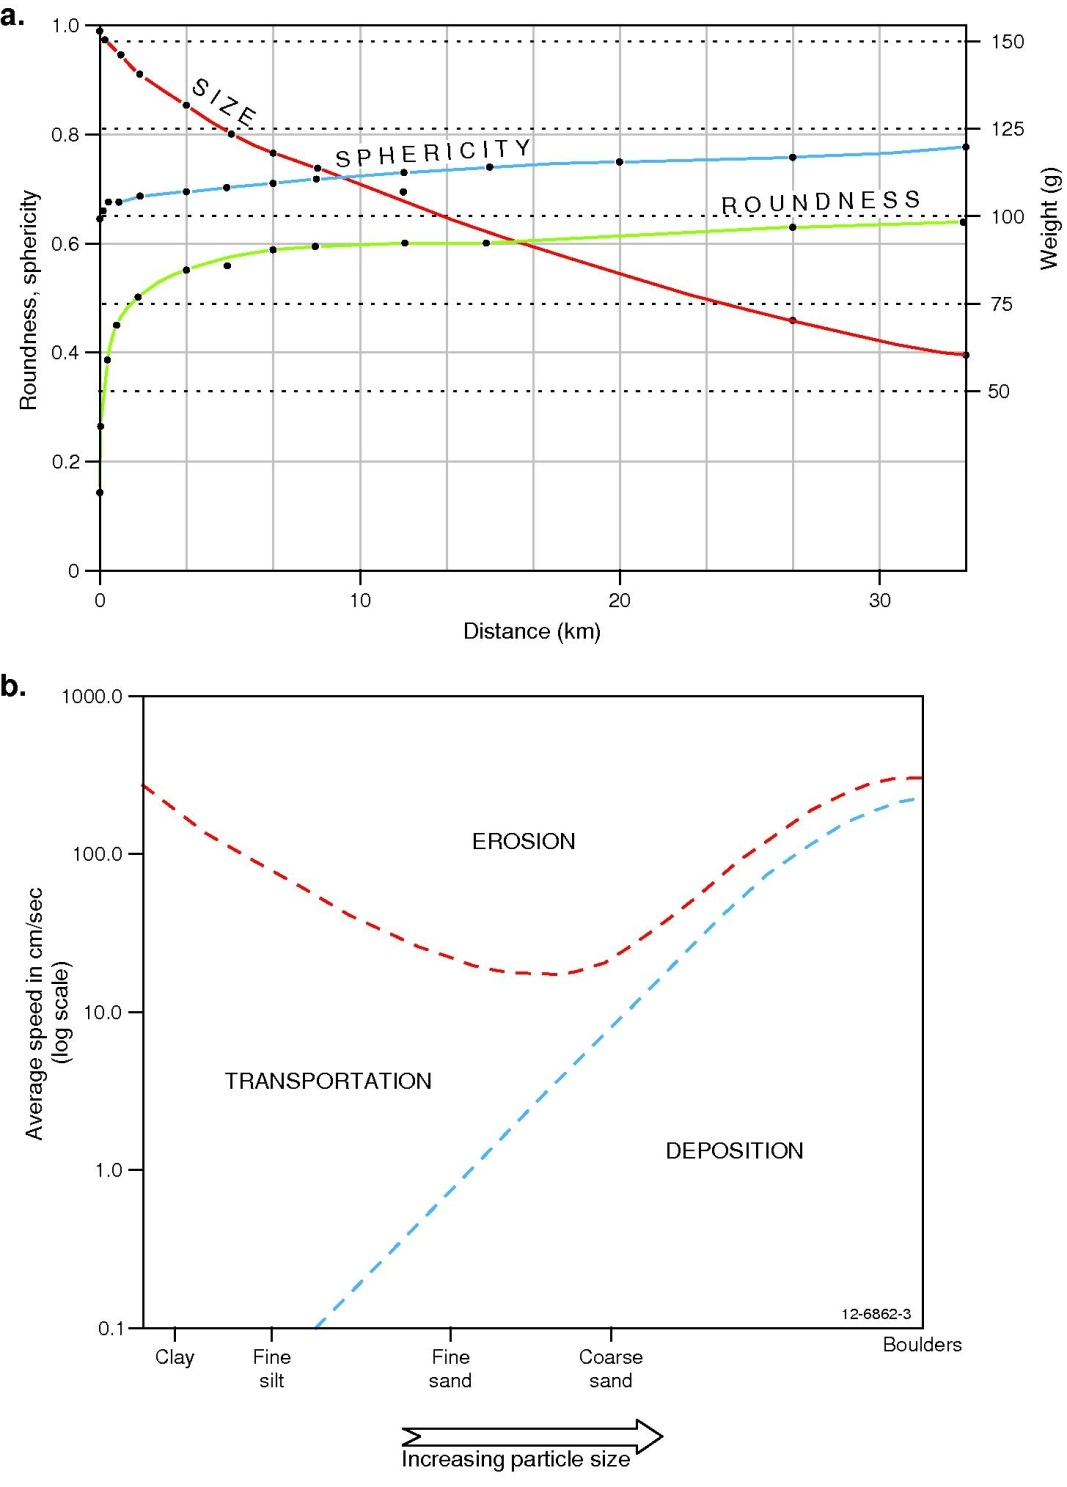 a.
1.0
0.8
0.6
0.4
0.2
0
Roundness, sphericity
150
125
100
75
50
Weight (g)
SIZE
SPHERICITY
ROUNDNESS
0 10 20 30
Distance (km)
b.
1000.0
100.0
10.0
1.0
0.1
Average speed in cm/sec
(log scale)
EROSION
TRANSPORTATION
DEPOSITION
12-6862-3
Clay
Fine
silt
Fine
sand
Coarse
sand
Boulders
Increasing particle size